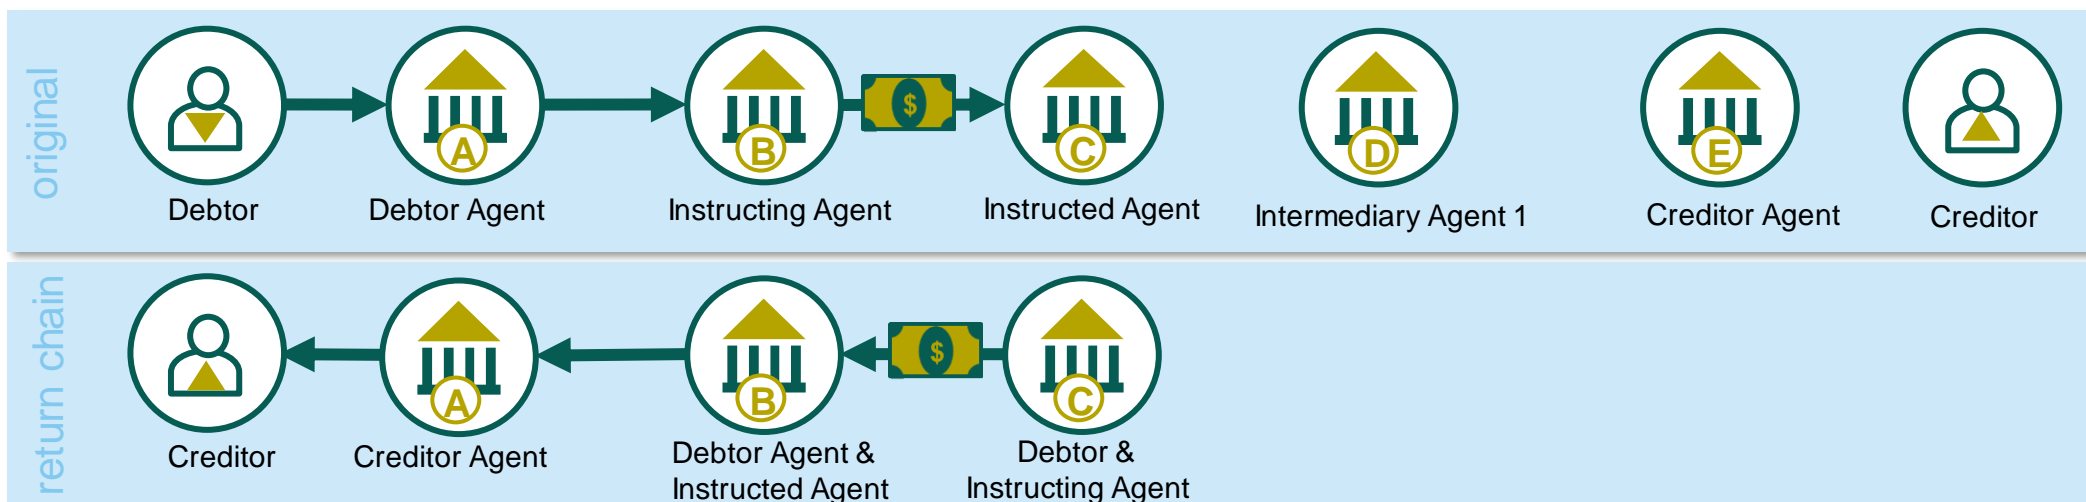 original
A
B
$
C
D
E
Debtor
Debtor Agent
Instructing Agent
Instructed Agent
Intermediary Agent 1
Creditor Agent
Creditor
return chain
A
B
$
C
Creditor
Creditor Agent
Debtor Agent &
Instructed Agent
Debtor &
Instructing Agent